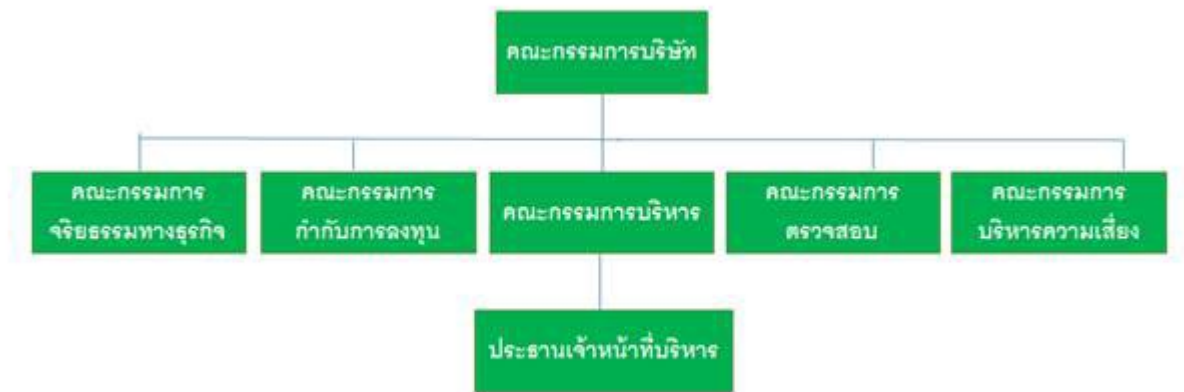 คณะกรรมการบริษัท
คณะกรรมการ
จริยธรรมทางธุรกิจ
คณะกรรมการ
กำกับการลงทุน
คณะกรรมการบริหาร
คณะกรรมการ
ตรวจสอบ
คณะกรรมการ
บริหารความเสี่ยง
ประธานเจ้าหน้าที่บริหาร